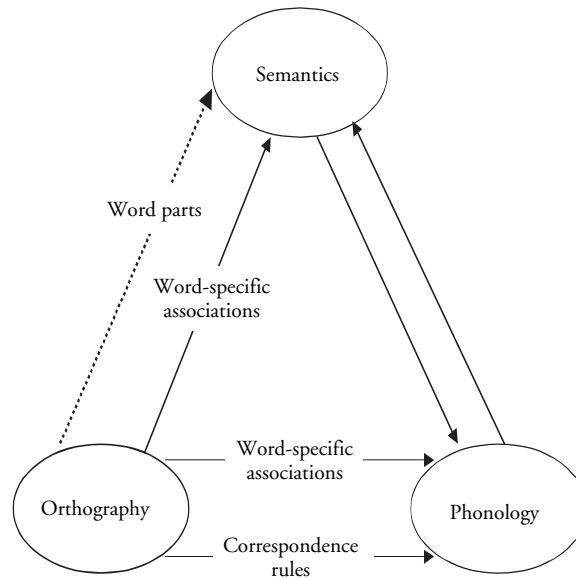 Semantics
Word parts
Word-specific
associations
Word-specific
associations
Orthography
Phonology
Correspondence
rules